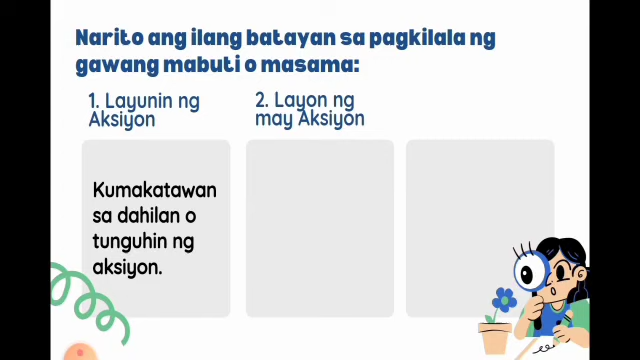 Narito ang ilang batayan sa pagkilala ng
gawang mabuti o masama:
1. Layunin ng
Aksiyon
2. Layon ng
may Aksiyon
Kumakatawan
sa dahilan o
tunguhin ng
aksiyon.